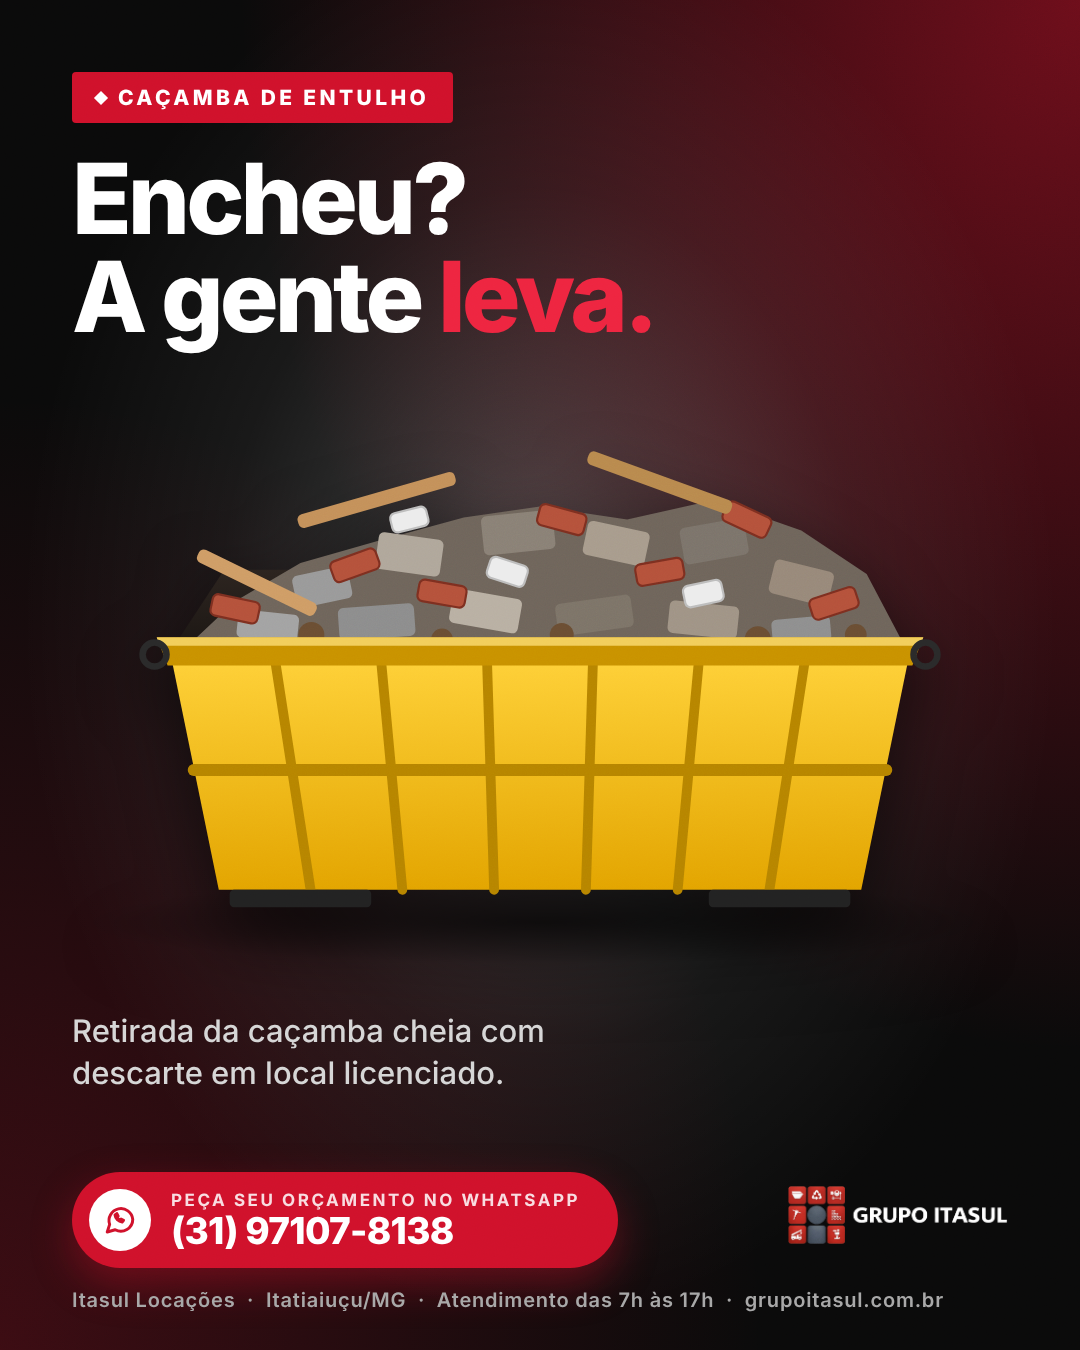 CAÇAMBA DE ENTULHO
Encheu?
A gente leva.
Retirada da caçamba cheia com
descarte em local licenciado.
PEÇA SEU ORÇAMENTO NO WHATSAPP
(31) 97107-8138
GRUPO ITASUL
Itasul Locações · Itatiaiuçu/MG · Atendimento das 7h às 17h · grupoitasul.com.br